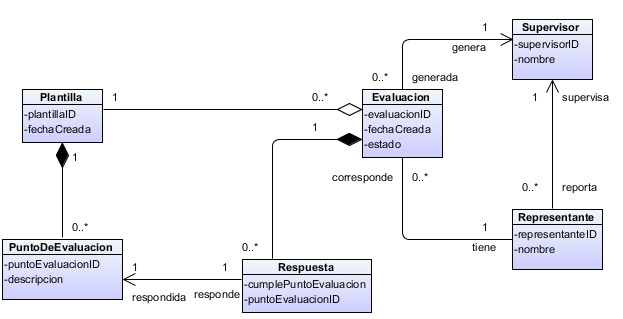 1
Supervisor
-supervisorID
-nombre
genera
0..*
generada
1
supervisa
Plantilla
-plantillaID
-fechaCreada
1
0..*
Evaluacion
-evaluacionID
-fechaCreada
-estado
1
1
corresponde
0..*
0..*
reporta
0..*
PuntoDeEvaluacion
-puntoEvaluacionID
-descripcion
1
respondida
1
responde
0..*
Respuesta
-cumplePuntoEvaluacion
-puntoEvaluacionID
1
tiene
Representante
-representanteID
-nombre